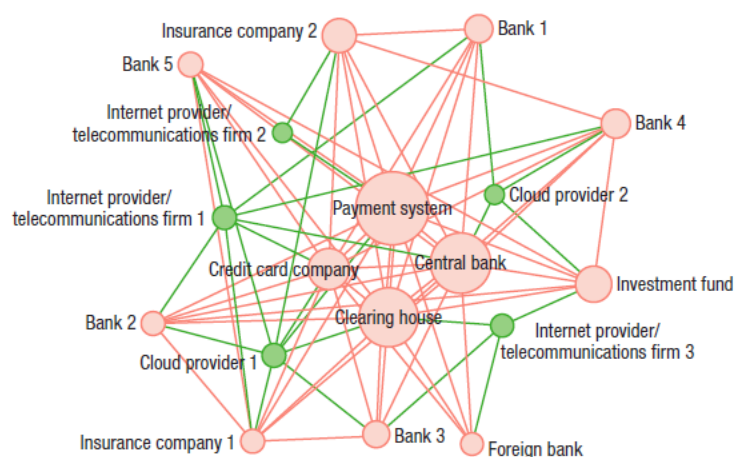 Insurance company 2
Bank 1
Bank 5
Internet provider/
telecommunications firm 2
Bank 4
Internet provider/
telecommunications firm 1
Payment system
Cloud provider 2
Credit card company
Central bank
Investment fund
Bank 2
Clearing house
Internet provider/
telecommunications firm 3
Cloud provider 1
Insurance company 1
Bank 3
Foreign bank